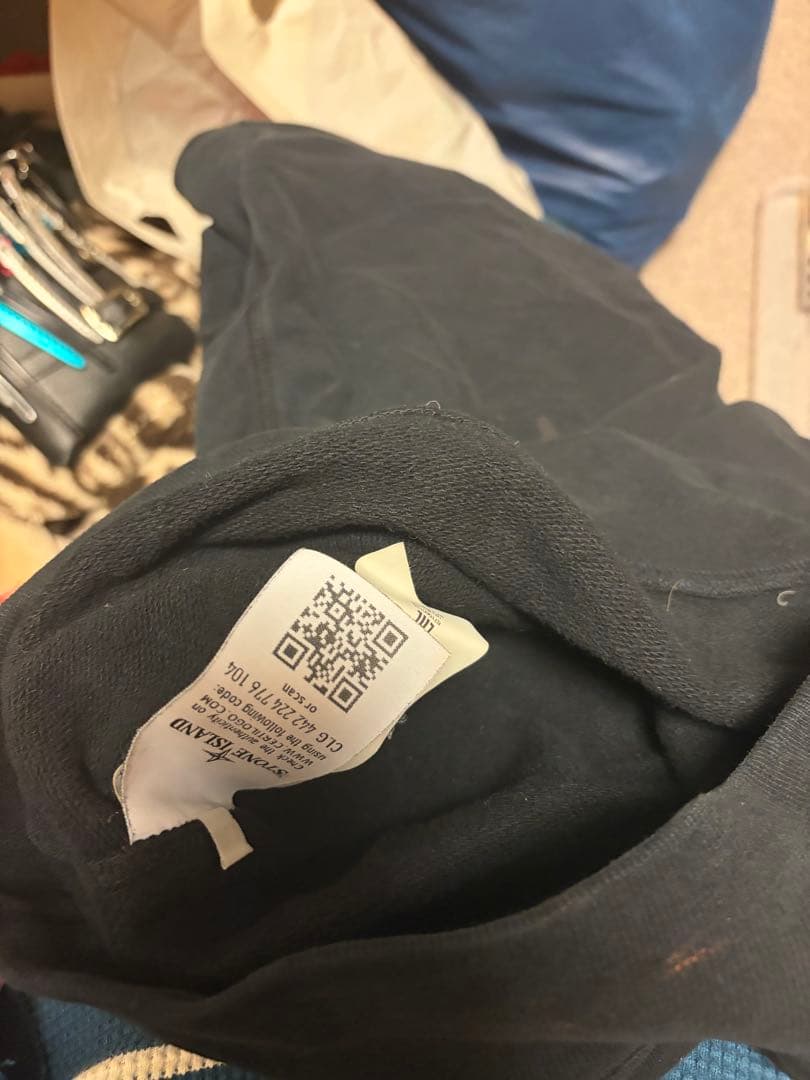 STONE ISLAND
Check the authenticity on
WWW.CERTILOGO.COM
using the following code:
CLG 442 224 776 104
or scan